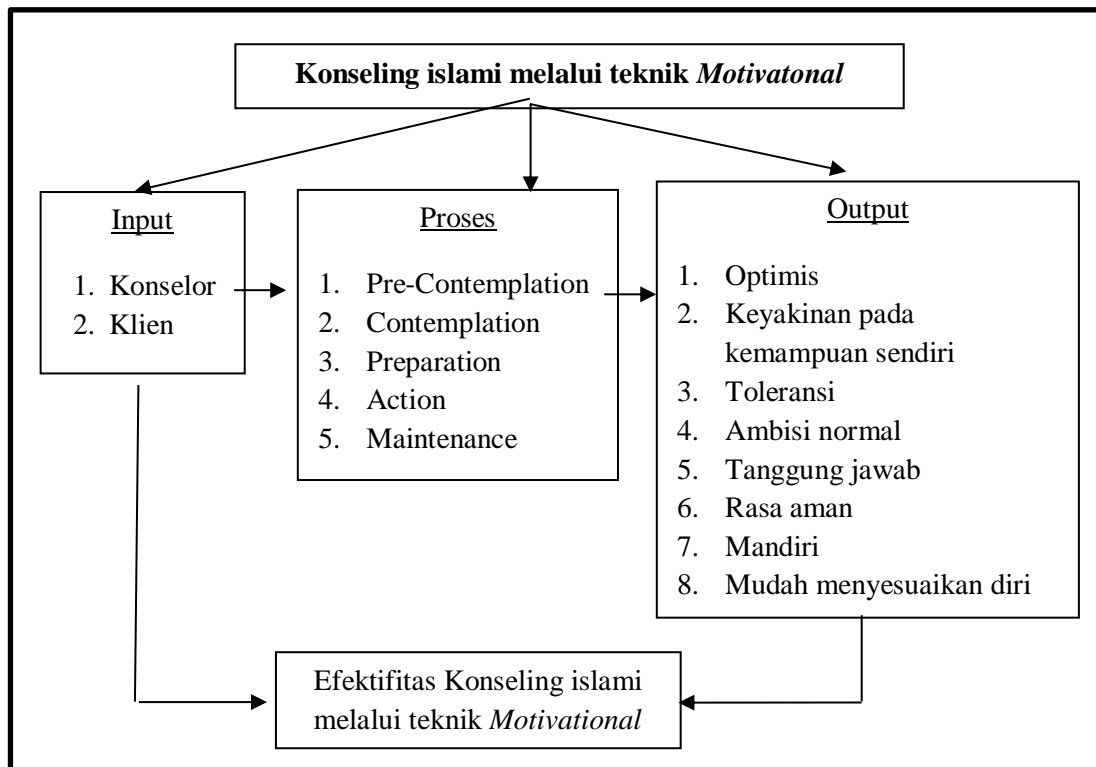 Konseling islami melalui teknik Motivatonal
Input
1. Konselor
2. Klien
Proses
1. Pre-Contemplation
2. Contemplation
3. Preparation
4. Action
5. Maintenance
Output
1. Optimis
2. Keyakinan pada
kemampuan sendiri
3. Toleransi
4. Ambisi normal
5. Tanggung jawab
6. Rasa aman
7. Mandiri
8. Mudah menyesuaikan diri
Efektifitas Konseling islami
melalui teknik Motivational